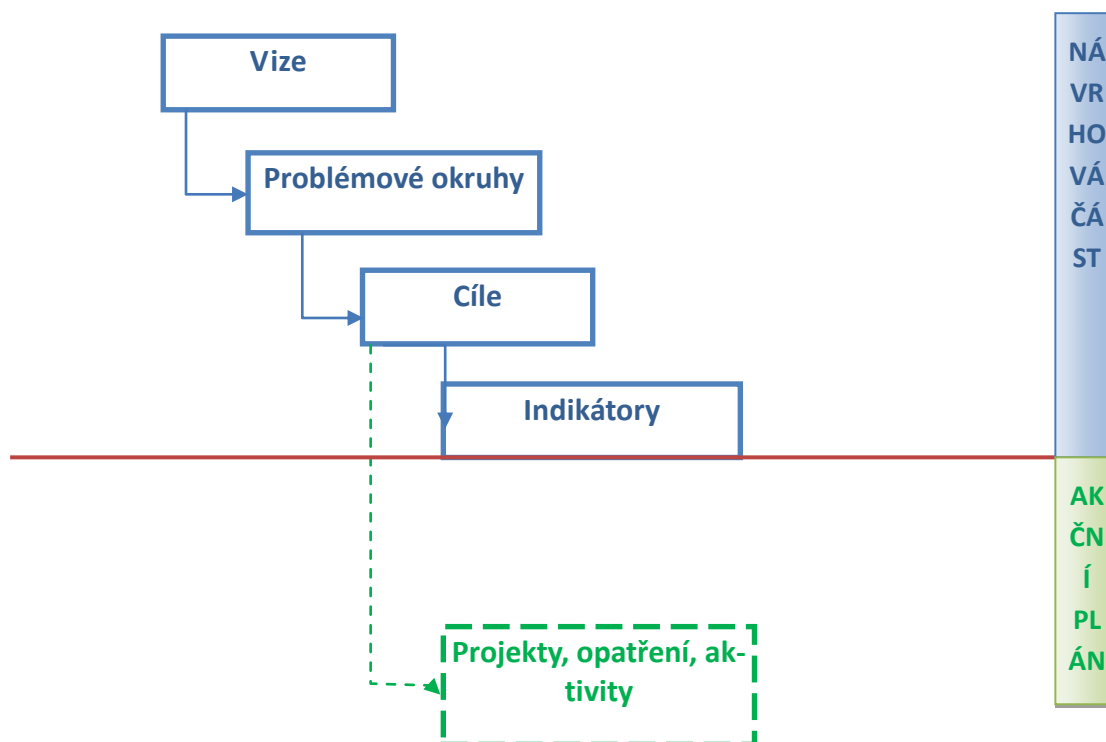 Vize
Problémové okruhy
Cíle
Indikátory
Projekty, opatření, ak-
tivity
NÁ
VR
HO
VÁ
ČÁ
ST
AK
ČN
Í
PL
ÁN